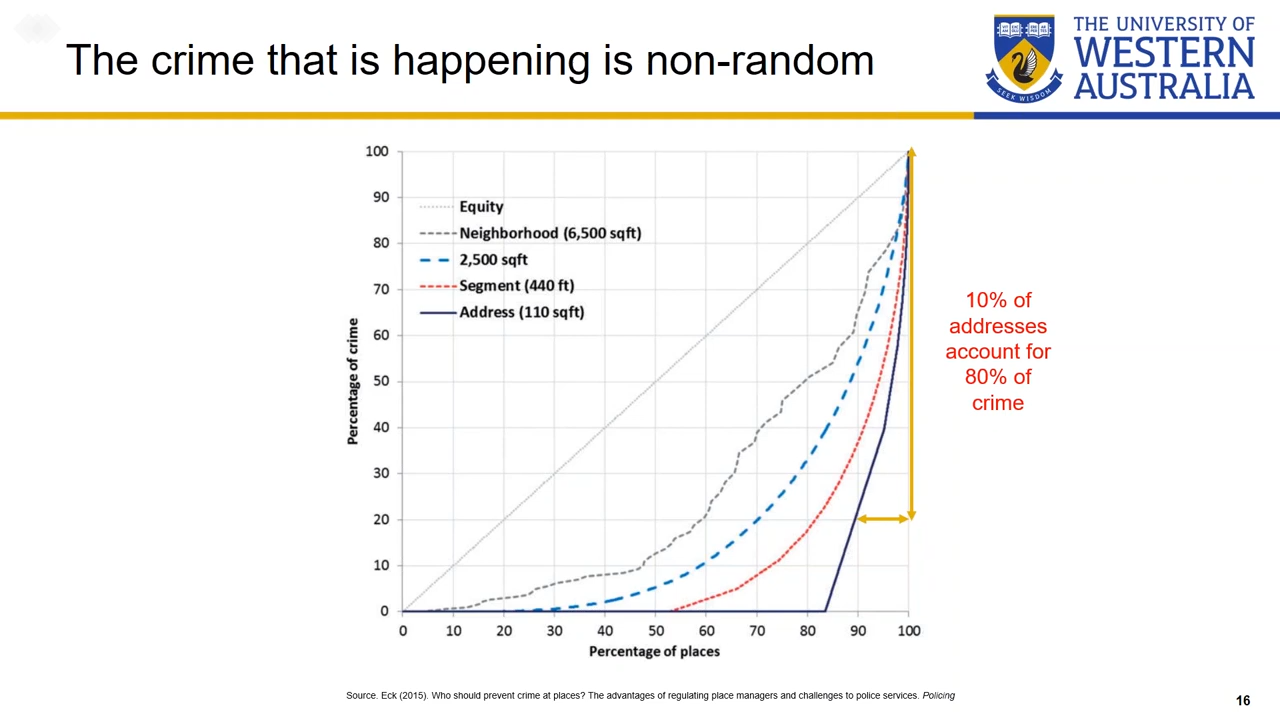 The crime that is happening is non-random
THE UNIVERSITY OF
WESTERN
AUSTRALIA
SEEK WISDOM
100
90
80
70
60
50
40
30
20
10
0
Percentage of crime
Equity
Neighborhood (6,500 sqft)
2,500 sqft
Segment (440 ft)
Address (110 sqft)
0 10 20 30 40 50 60 70 80 90 100
Percentage of places
10% of
addresses
account for
80% of
crime
Source. Eck (2015). Who should prevent crime at places? The advantages of regulating place managers and challenges to police services. Policing
16